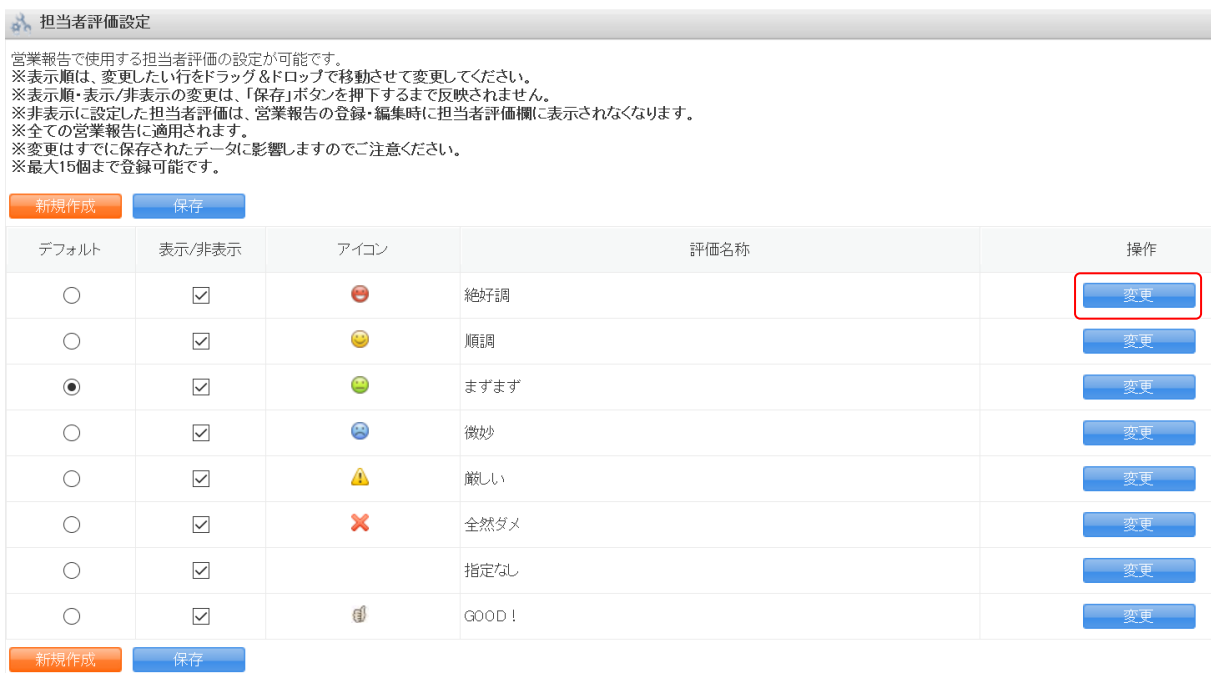 担当者評価設定
営業報告で使用する担当者評価の設定が可能です。
※表示順は、変更したい行をドラッグ&ドロップで移動させて変更してください。
※表示順・表示/非表示の変更は、「保存」ボタンを押下するまで反映されません。
※非表示に設定した担当者評価は、営業報告の登録・編集時に担当者評価欄に表示されなくなります。
※全ての営業報告に適用されます。
※変更はすでに保存されたデータに影響しますのでご注意ください。
※最大15個まで登録可能です。
新規作成 保存
デフォルト 表示/非表示 アイコン 評価名称 操作
絶好調 変更
順調 変更
まずまず 変更
微妙 変更
厳しい 変更
全然ダメ 変更
指定なし 変更
GOOD! 変更
新規作成 保存